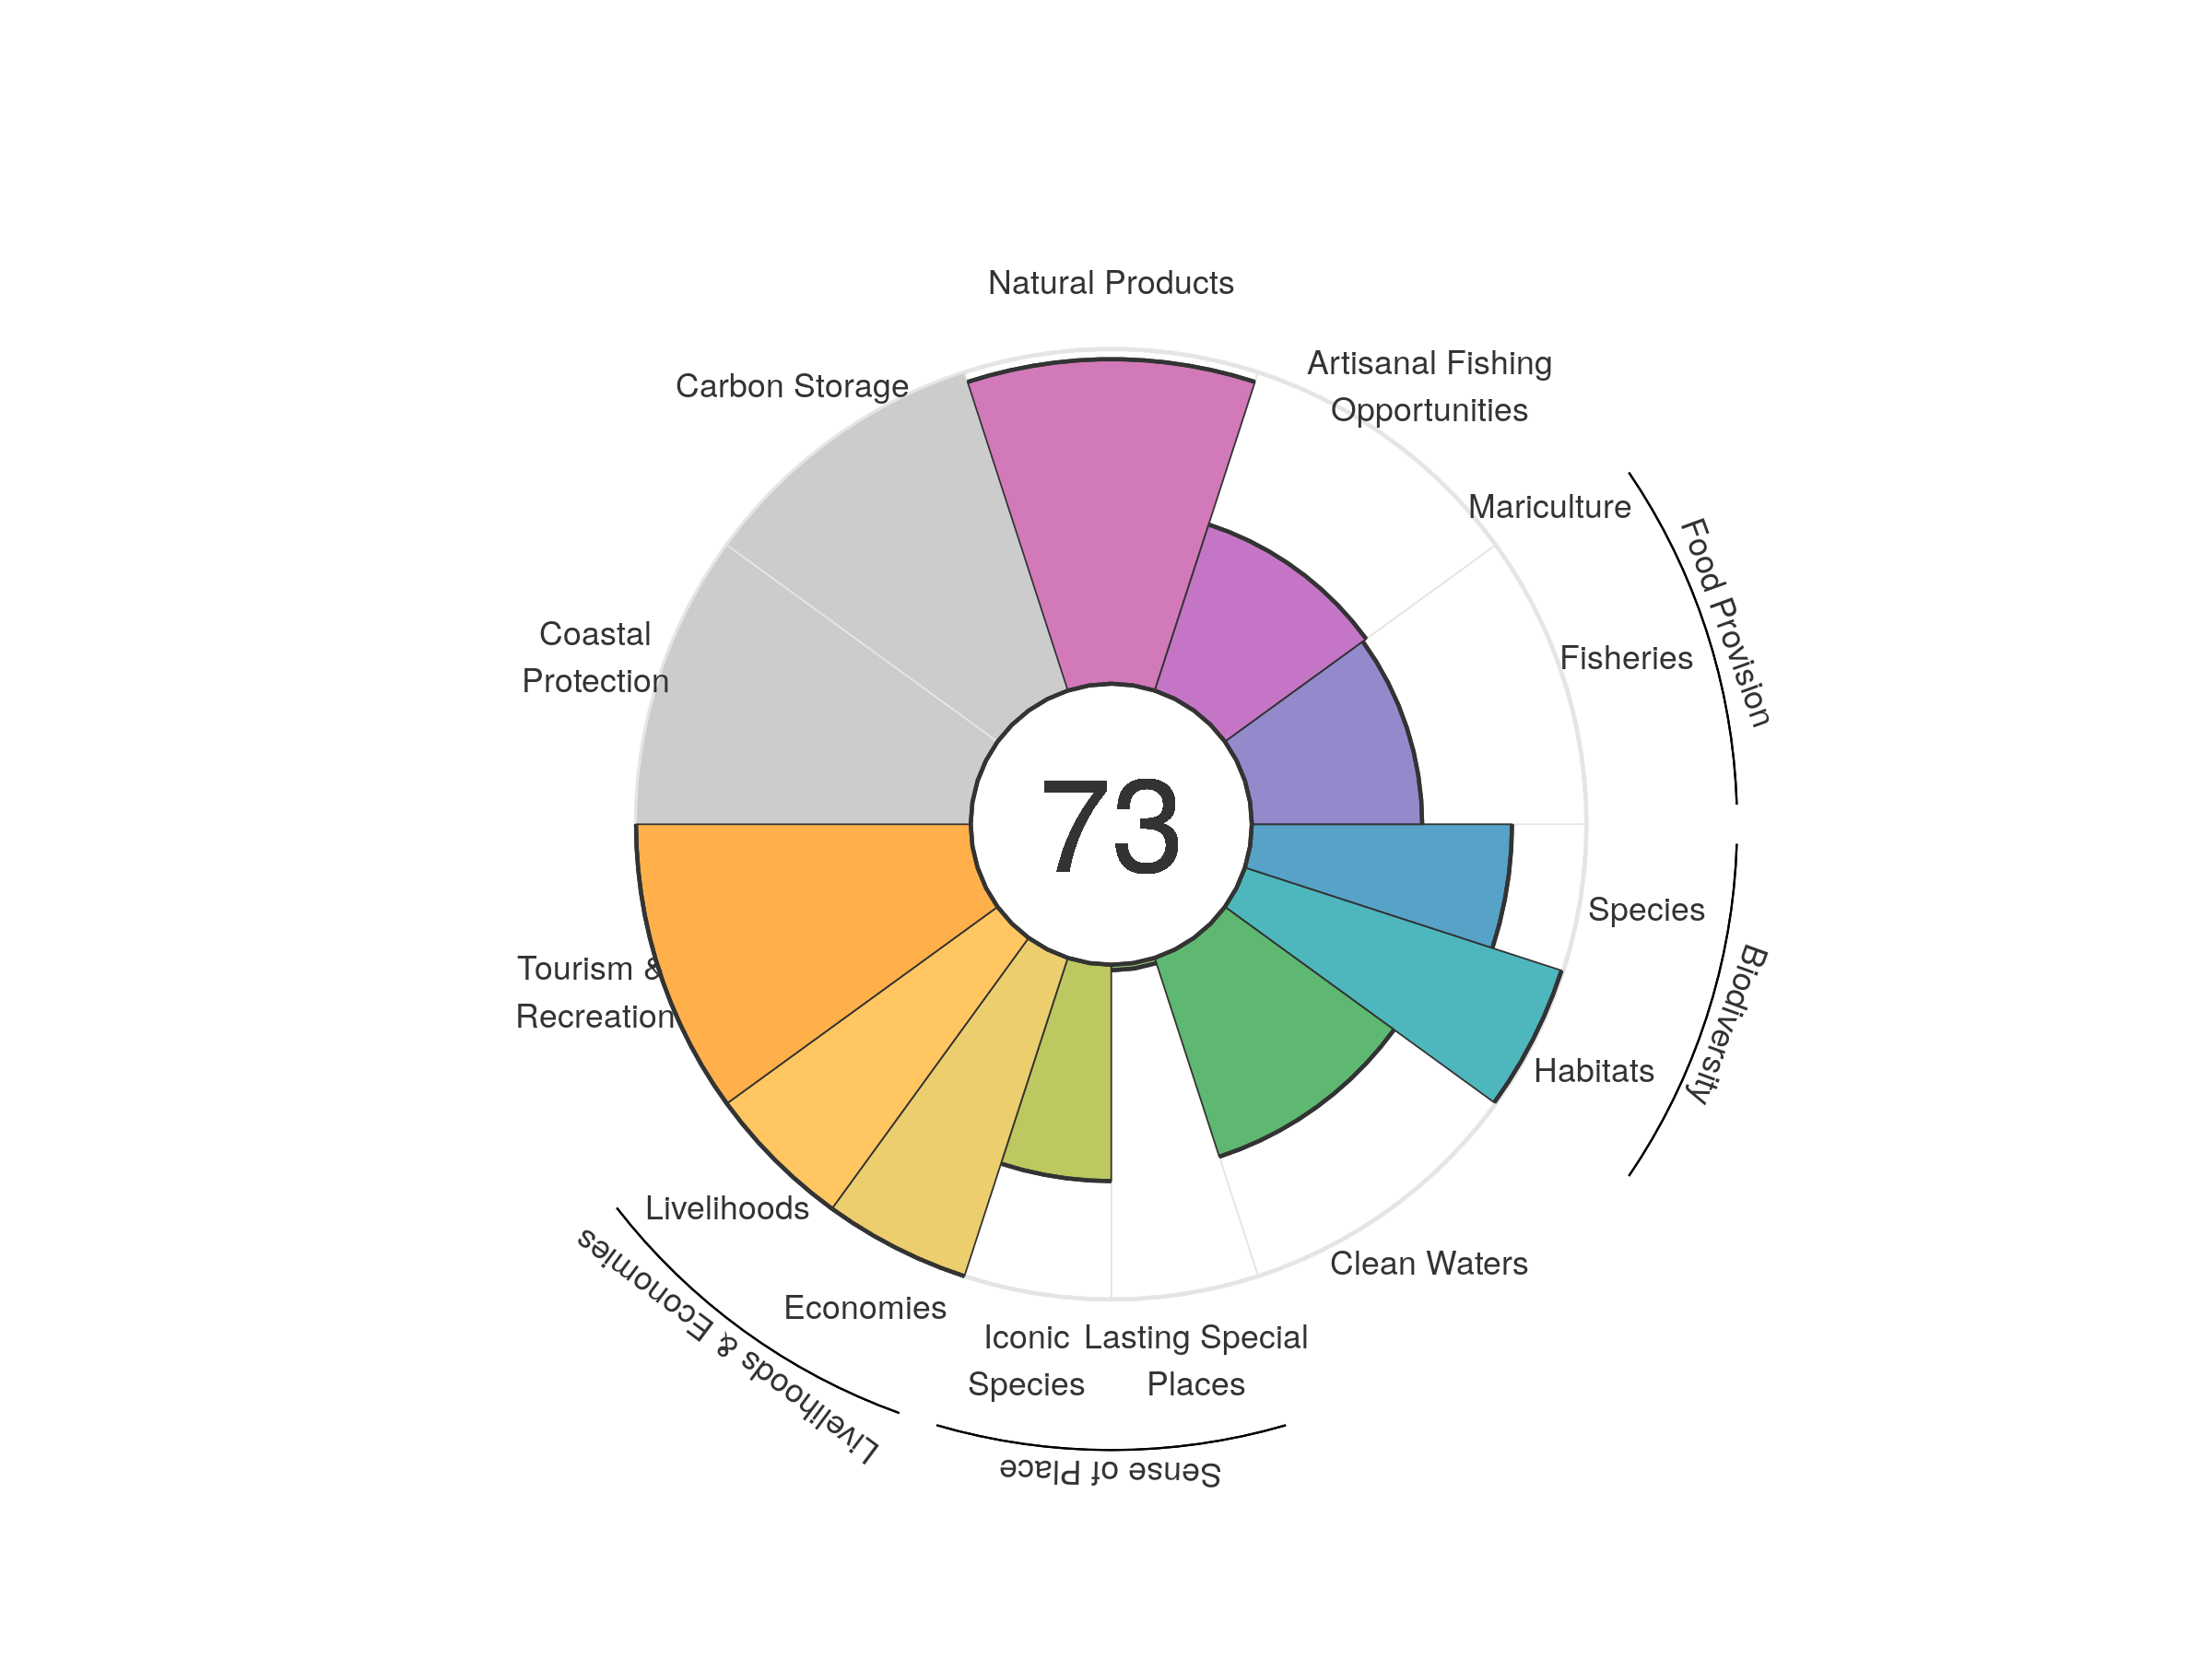 Natural Products
Carbon Storage
Artisanal Fishing
Opportunities
Mariculture
Food Provision
Fisheries
Coastal
Protection
73
Species
Biodiversity
Tourism &
Recreation
Habitats
Livelihoods
Livelihoods & Economies
Clean Waters
Economies
Iconic
Species
Lasting Special
Places
Sense of Place